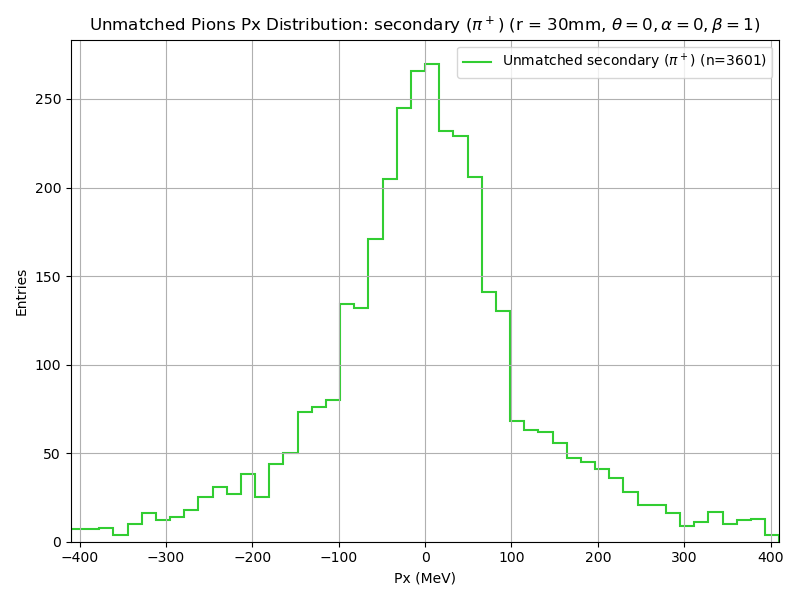 Unmatched Pions Px Distribution: secondary (π⁺) (r = 30mm, θ = 0, α = 0, β = 1)
Unmatched secondary (π⁺) (n=3601)
Entries
250
200
150
100
50
0
−400 −300 −200 −100 0 100 200 300 400
Px (MeV)